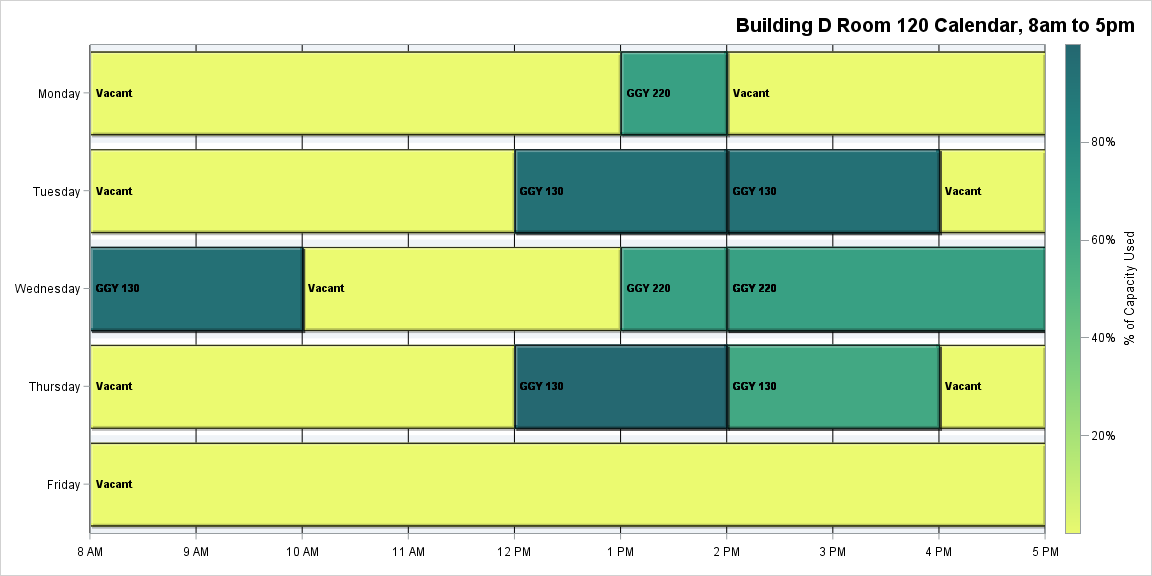 Building D Room 120 Calendar, 8am to 5pm
Monday
Vacant
GGY 220
Vacant
Tuesday
Vacant
GGY 130
GGY 130
Vacant
Wednesday
GGY 130
Vacant
GGY 220
GGY 220
Thursday
Vacant
GGY 130
GGY 130
Vacant
Friday
Vacant
8 AM 9 AM 10 AM 11 AM 12 PM 1 PM 2 PM 3 PM 4 PM 5 PM
80%
60%
40%
20%
% of Capacity Used